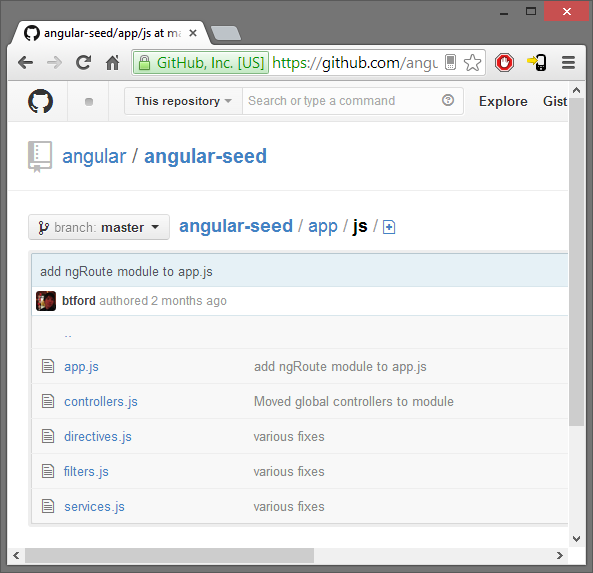 angular-seed/app/js at ma
GitHub, Inc. [US] https://github.com/angu
This repository Search or type a command Explore Gist
angular / angular-seed
branch: master angular-seed / app / js /
add ngRoute module to app.js
btford authored 2 months ago
..
app.js add ngRoute module to app.js
controllers.js Moved global controllers to module
directives.js various fixes
filters.js various fixes
services.js various fixes